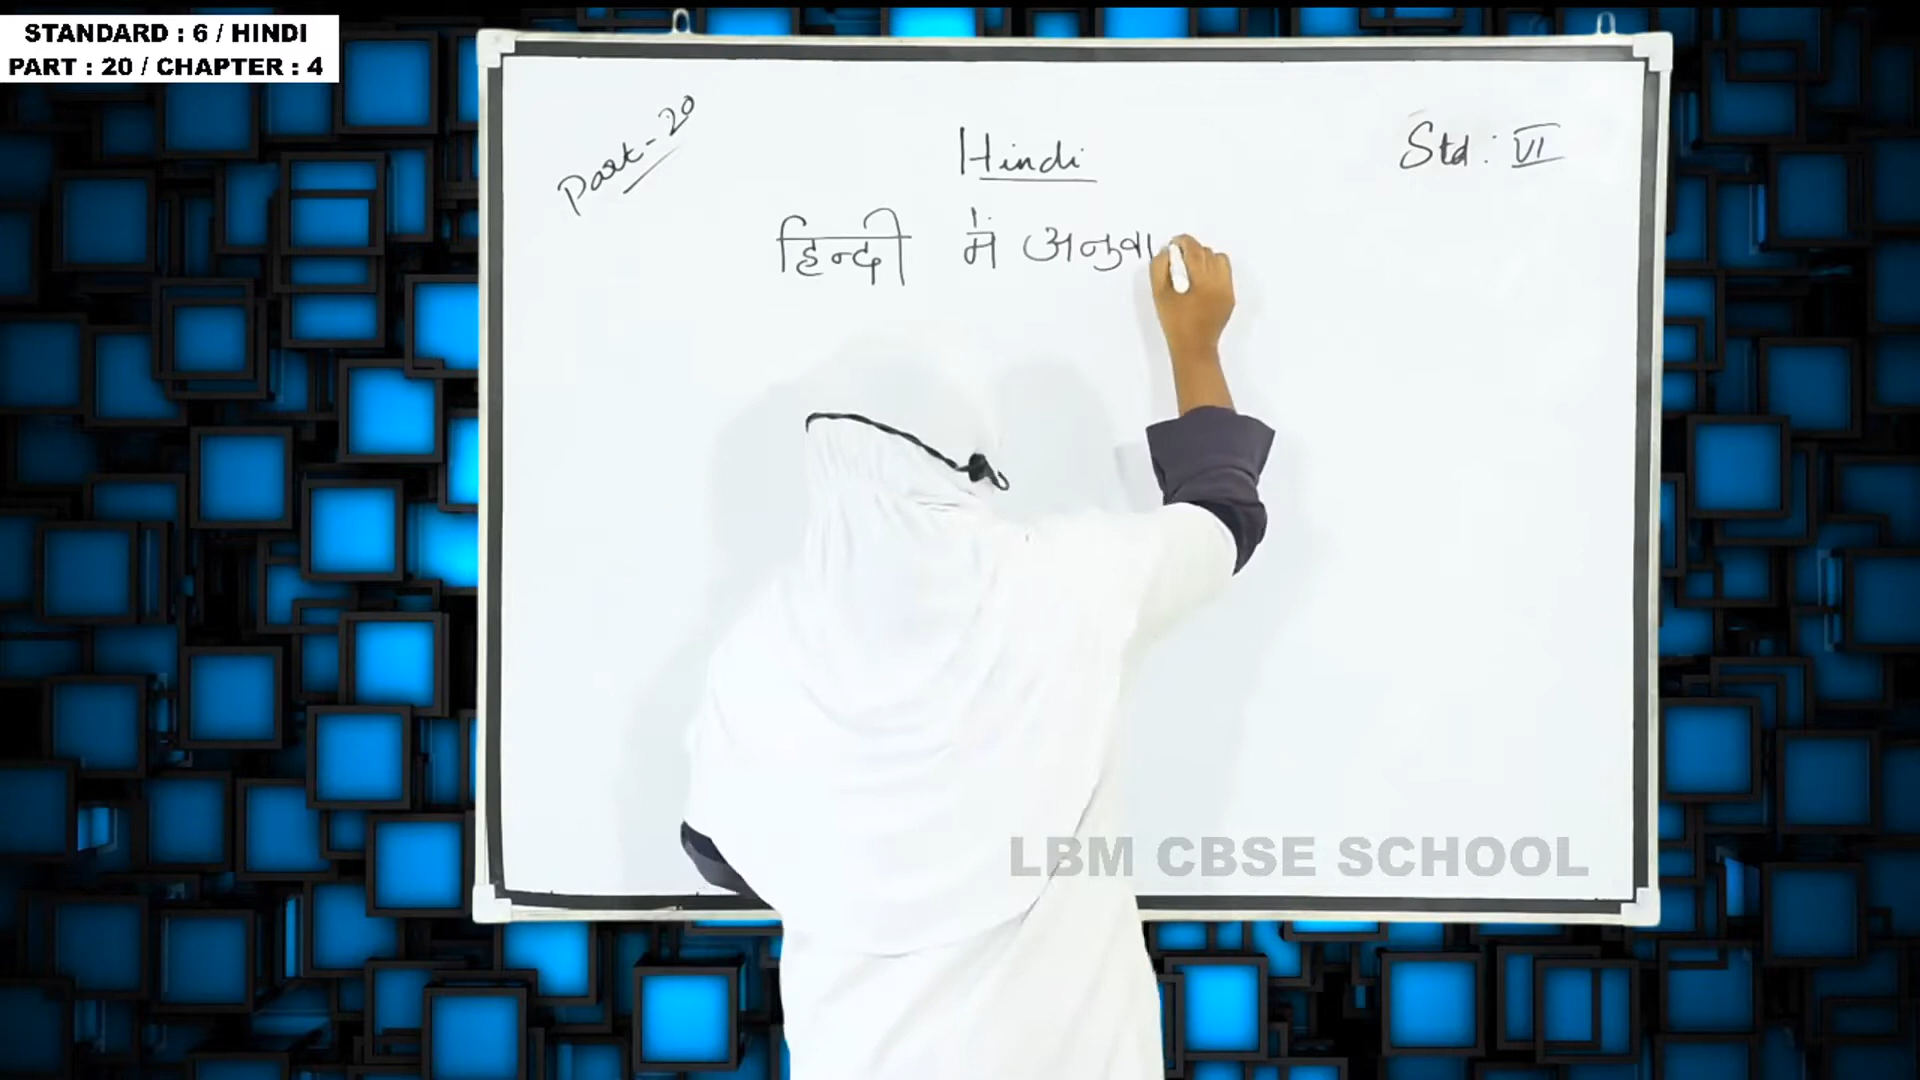 STANDARD : 6 / HINDI
PART : 20 / CHAPTER : 4
Part-20
Hindi
Std : VI
हिन्दी में अनुवा
LBM CBSE SCHOOL